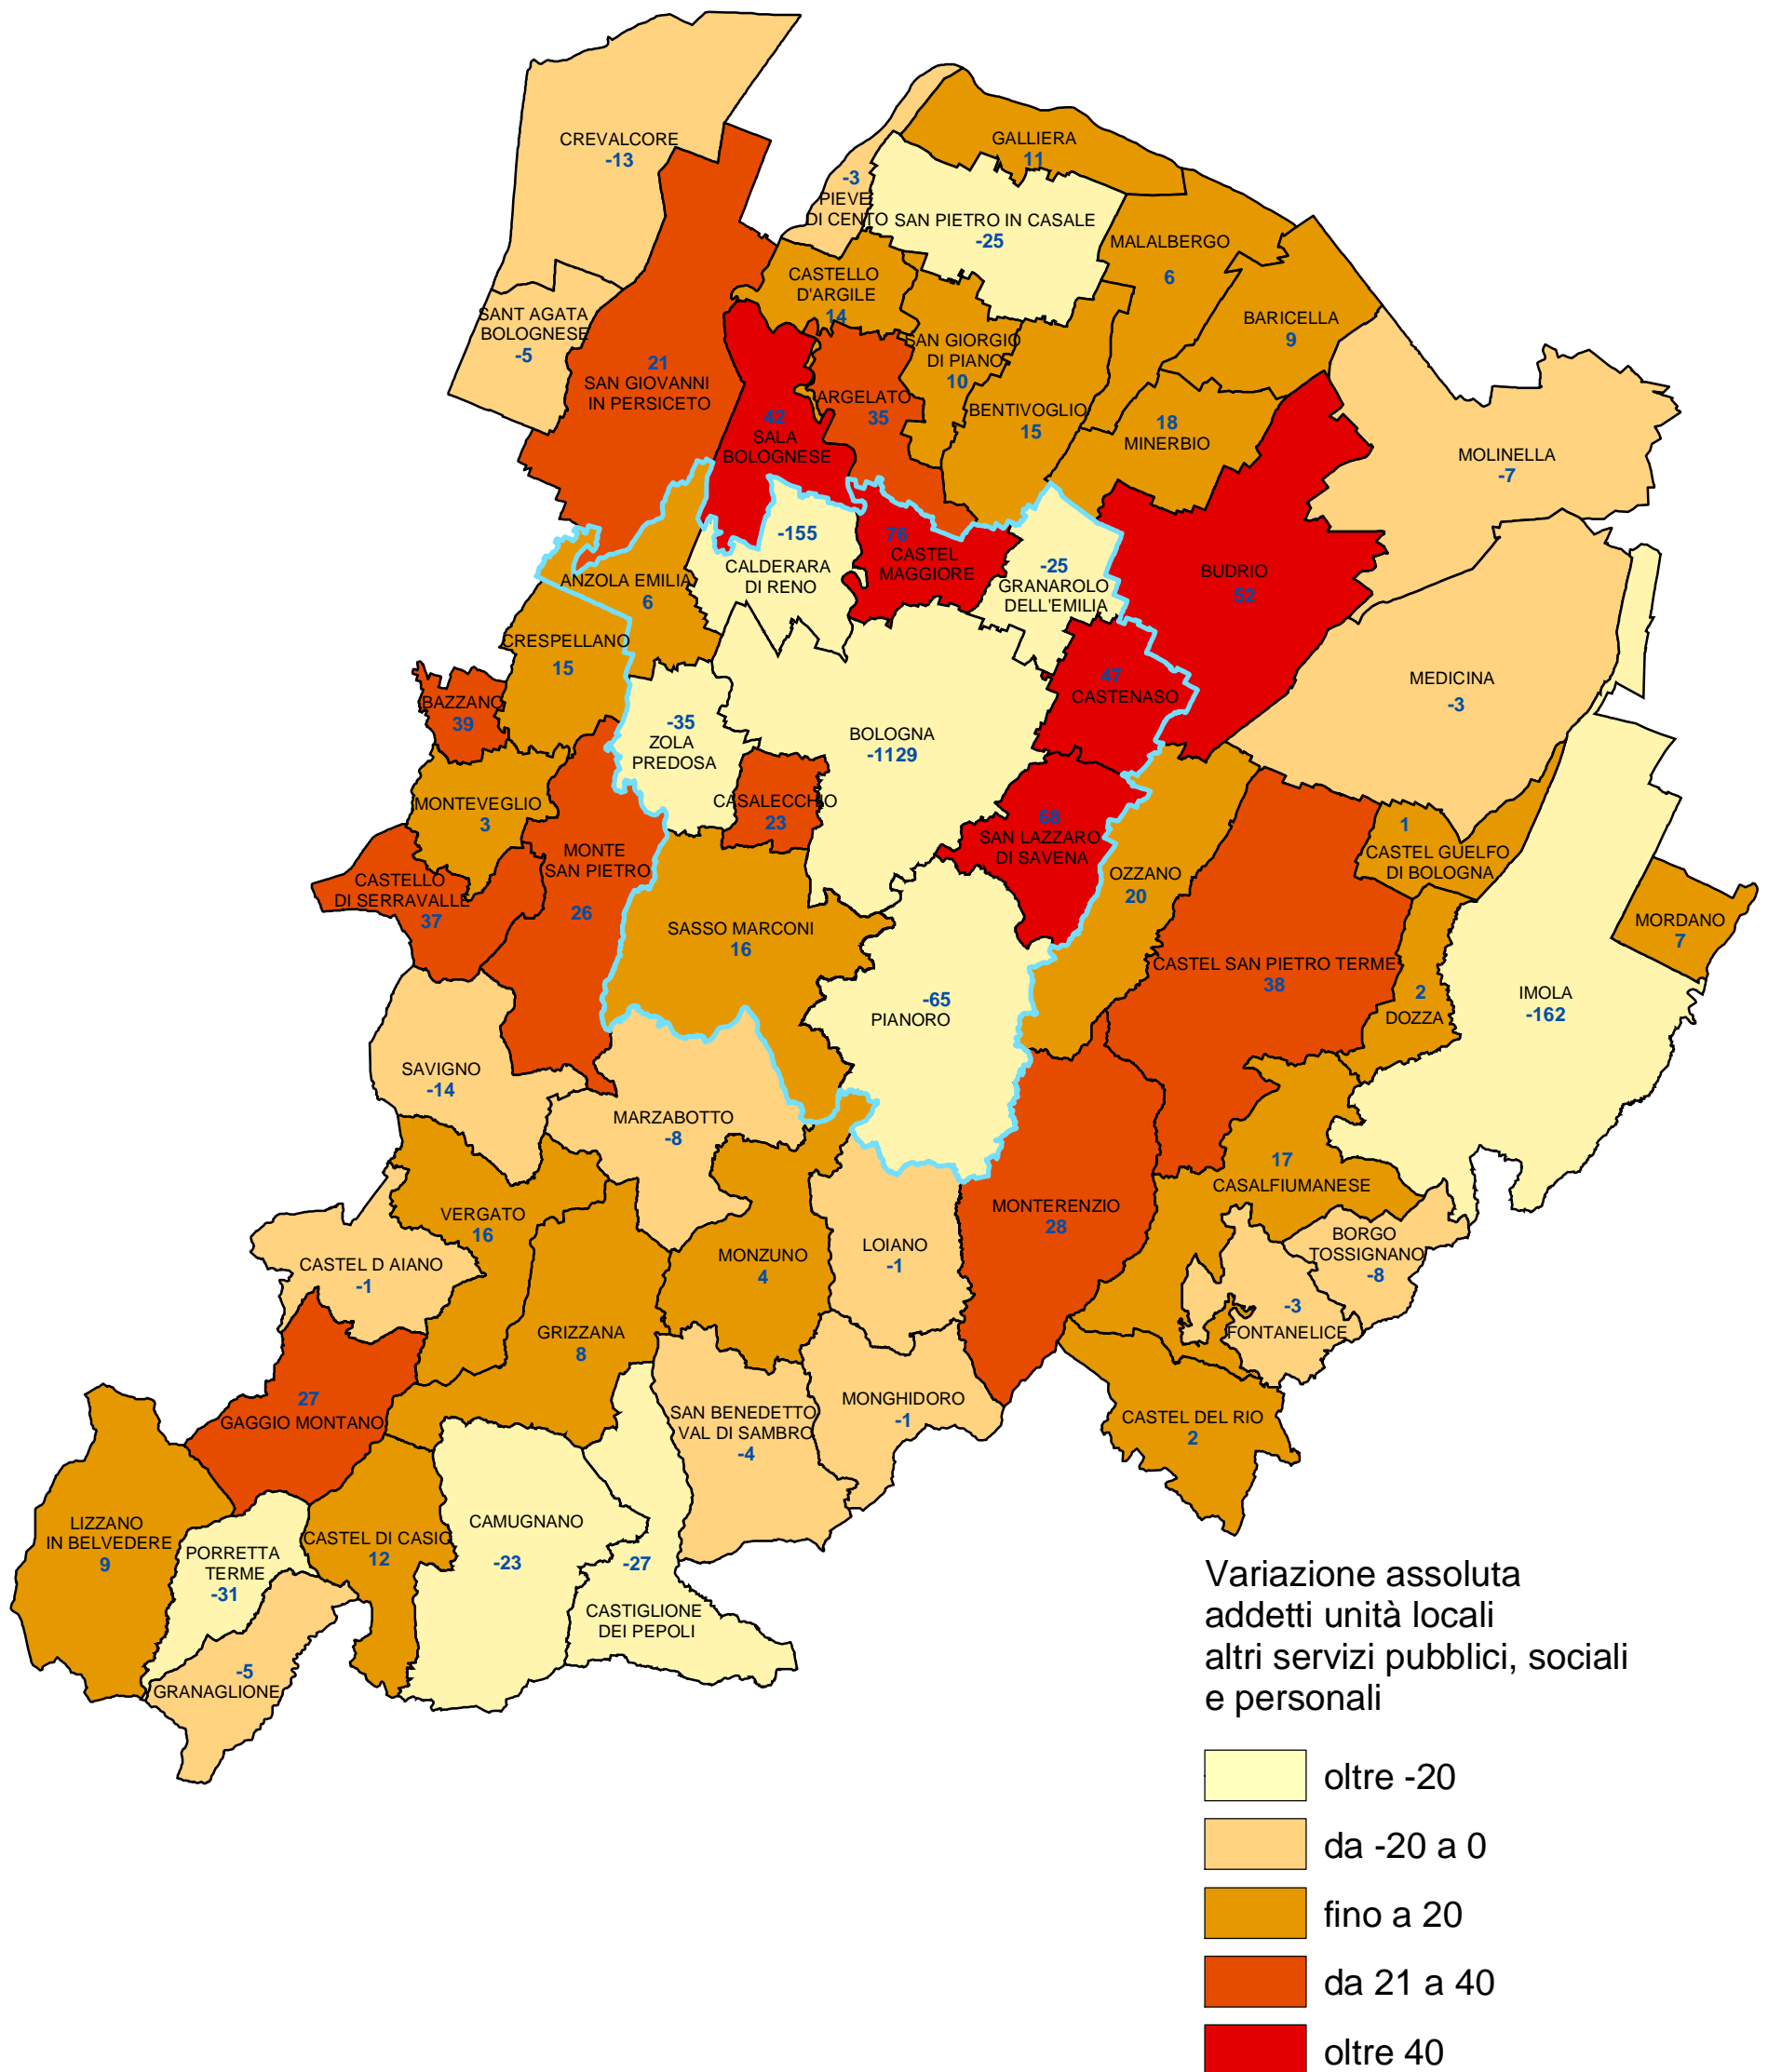 CREVALCORE
-13
GALLIERA
11
-3
PIEVE
DI CENTO
SAN PIETRO IN CASALE
-25
MALALBERGO
6
CASTELLO
D'ARGILE
14
SANT AGATA
BOLOGNESE
-5
BARICELLA
9
SAN GIORGIO
DI PIANO
10
21
SAN GIOVANNI
IN PERSICETO
ARGELATO
35
42
SALA
BOLOGNESE
BENTIVOGLIO
15
18
MINERBIO
MOLINELLA
-7
-155
CALDERARA
DI RENO
76
CASTEL
MAGGIORE
-25
GRANAROLO
DELL'EMILIA
BUDRIO
52
ANZOLA EMILIA
6
CRESPELLANO
15
47
CASTENASO
MEDICINA
-3
BAZZANO
39
-35
ZOLA
PREDOSA
BOLOGNA
-1129
MONTEVEGLIO
3
CASALECCHIO
23
68
SAN LAZZARO
DI SAVENA
1
CASTEL GUELFO
DI BOLOGNA
MONTE
SAN PIETRO
26
CASTELLO
DI SERRAVALLE
37
OZZANO
20
SASSO MARCONI
16
MORDANO
7
CASTEL SAN PIETRO TERME
38
2
DOZZA
IMOLA
-162
-65
PIANORO
SAVIGNO
-14
MARZABOTTO
-8
17
CASALFIUMANESE
VERGATO
16
MONTERENZIO
28
BORGO
TOSSIGNANO
-8
CASTEL D AIANO
-1
MONZUNO
4
LOIANO
-1
-3
FONTANELICE
GRIZZANA
8
27
GAGGIO MONTANO
SAN BENEDETTO
VAL DI SAMBRO
-4
MONGHIDORO
-1
CASTEL DEL RIO
2
LIZZANO
IN BELVEDERE
9
PORRETTA
TERME
-31
CASTEL DI CASIO
12
CAMUGNANO
-23
-27
CASTIGLIONE
DEI PEPOLI
-5
GRANAGLIONE
Variazione assoluta
addetti unità locali
altri servizi pubblici, sociali
e personali
oltre -20
da -20 a 0
fino a 20
da 21 a 40
oltre 40